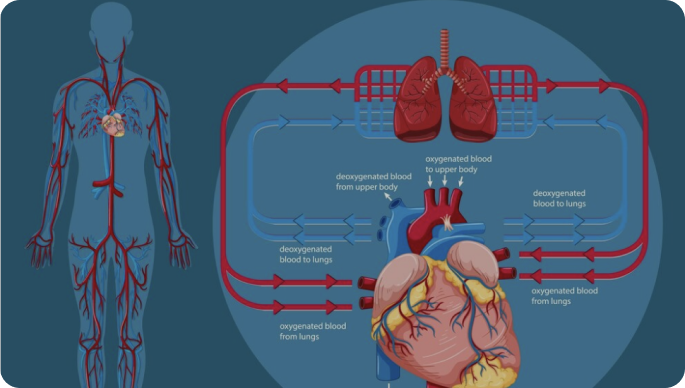 oxygenated blood
to upper body
deoxygenated blood
from upper body
deoxygenated
blood to lungs
deoxygenated
blood to lungs
oxygenated blood
from lungs
oxygenated blood
from lungs